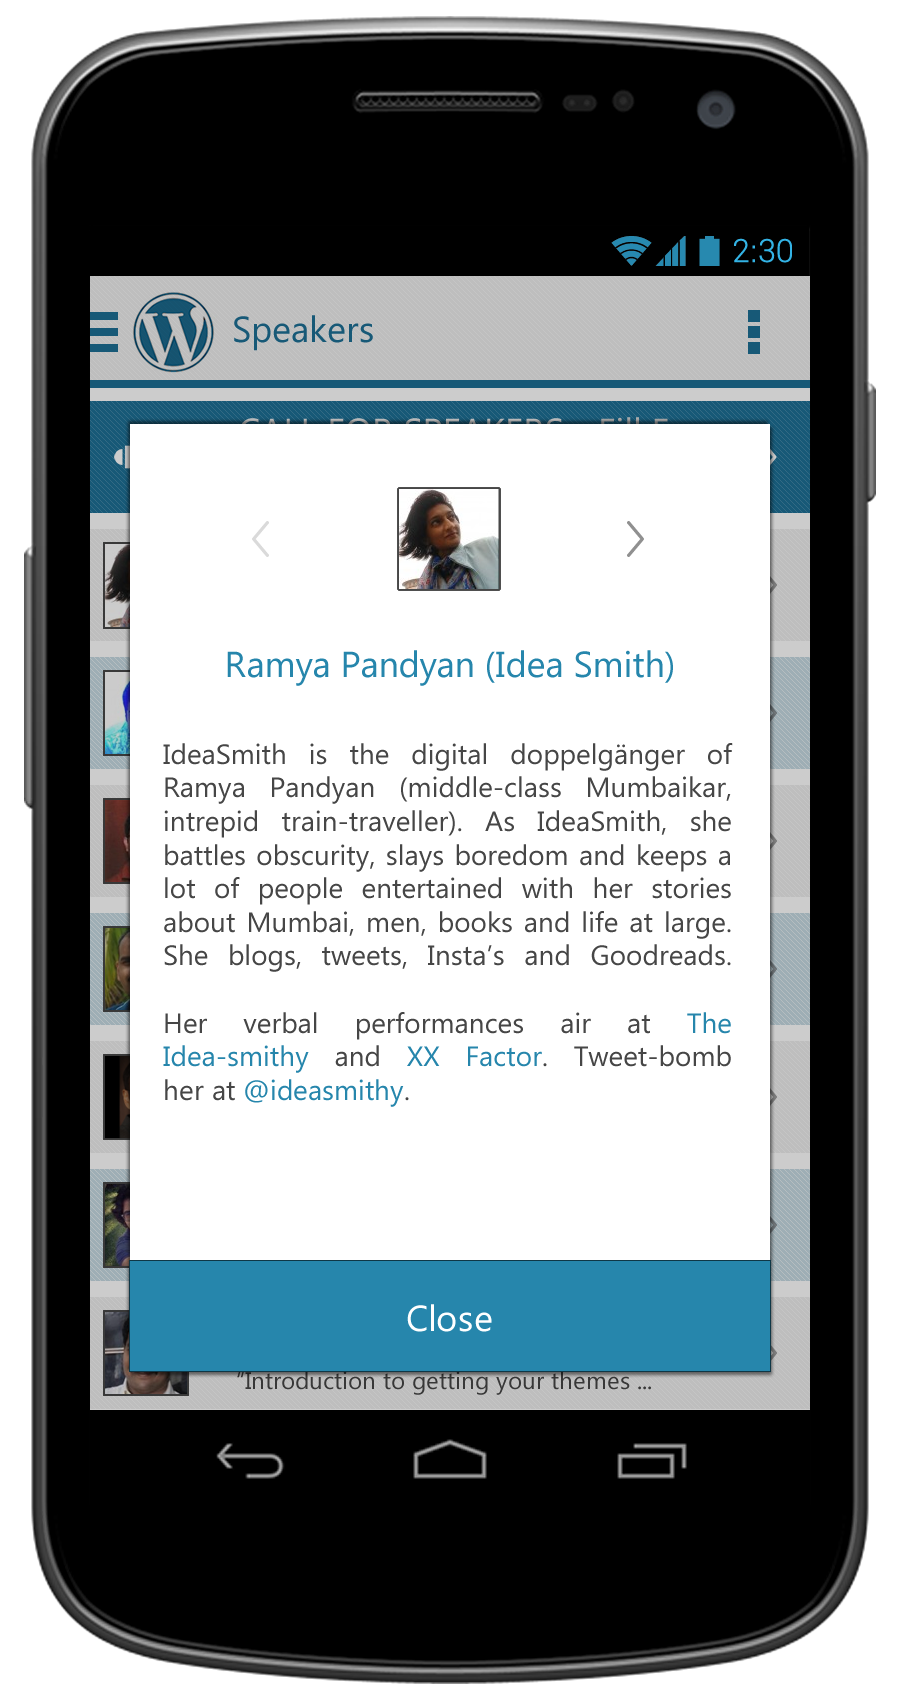 2:30
Speakers
CALL FOR SPEAKERS
Ramya Pandyan (Idea Smith)
IdeaSmith is the digital doppelgänger of
Ramya Pandyan (middle-class Mumbaikar,
intrepid train-traveller). As IdeaSmith, she
battles obscurity, slays boredom and keeps a
lot of people entertained with her stories
about Mumbai, men, books and life at large.
She blogs, tweets, Insta’s and Goodreads.
Her verbal performances air at The
Idea-smithy and XX Factor. Tweet-bomb
her at @ideasmithy.
Close
“Introduction to getting your themes ...